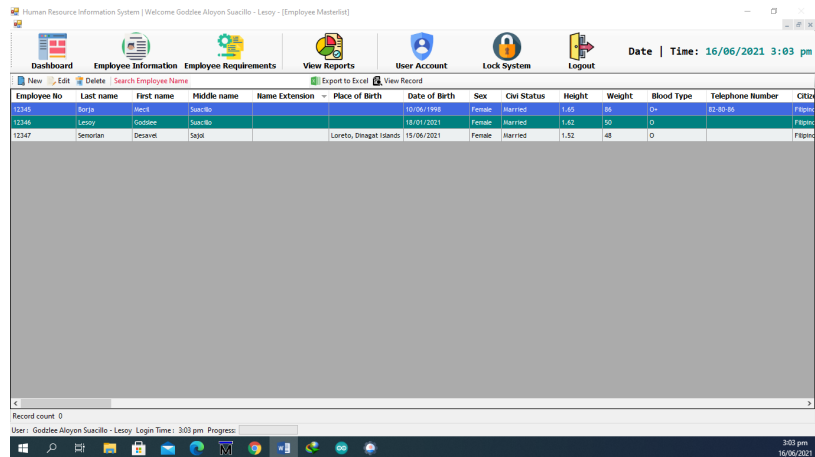 Human Resource Information System | Welcome Godzlee Aloyon Suacillo - Lesoy - [Employee Masterlist]
Dashboard Employee Information Employee Requirements View Reports User Account Lock System Logout Date | Time: 16/06/2021 3:03 pm
New Edit Delete Search Employee Name Export to Excel View Record
Employee No Last name First name Middle name Name Extension Place of Birth Date of Birth Sex Civi Status Height Weight Blood Type Telephone Number Citize
12345 Borja Mecit Suacillo 10/06/1998 Female Married 1.65 86 O+ 82-80-86 Filipino
12346 Lesoy Godslee Suacillo 18/01/2021 Female Married 1.62 50 O Filipino
12347 Semorlan Desavel Sajol Loreto, Dinagat Islands 15/06/2021 Female Married 1.52 48 O Filipino
Record count 0
User: Godzlee Aloyon Suacillo - Lesoy Login Time: 3:03 pm Progress:
3:03 pm
16/06/2021